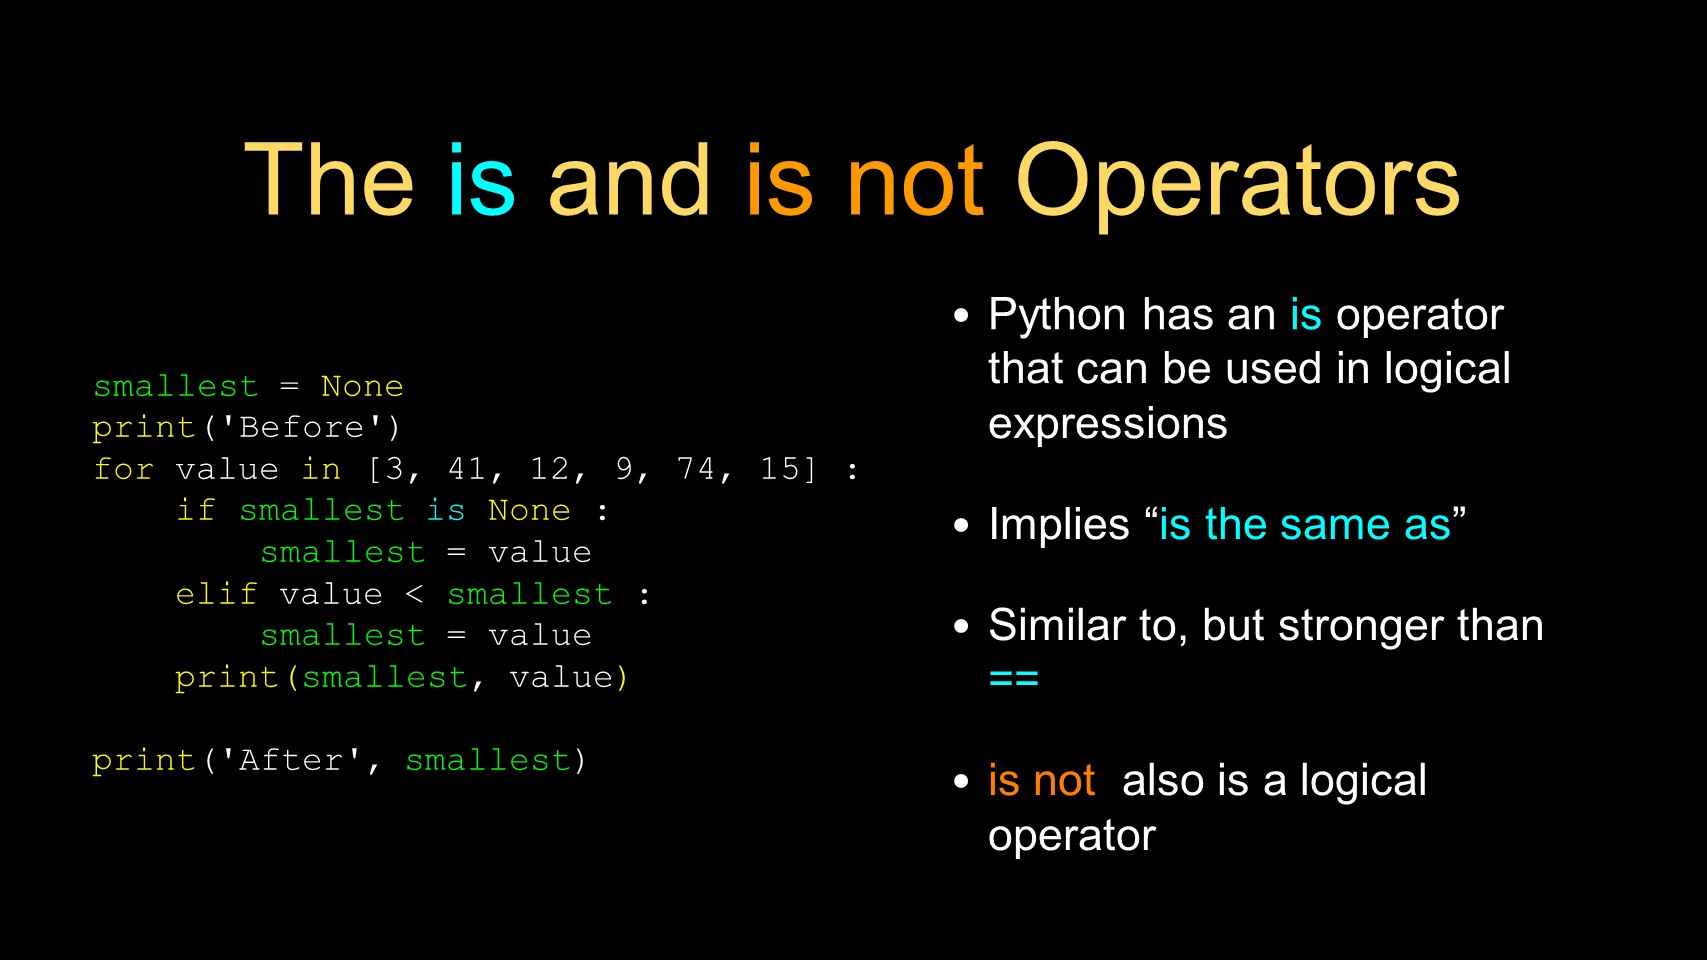 The is and is not Operators
smallest = None
print('Before')
for value in [3, 41, 12, 9, 74, 15] :
    if smallest is None :
        smallest = value
    elif value < smallest :
        smallest = value
    print(smallest, value)
print('After', smallest)
• Python has an is operator
that can be used in logical
expressions
• Implies “is the same as”
• Similar to, but stronger than
==
• is not  also is a logical
operator